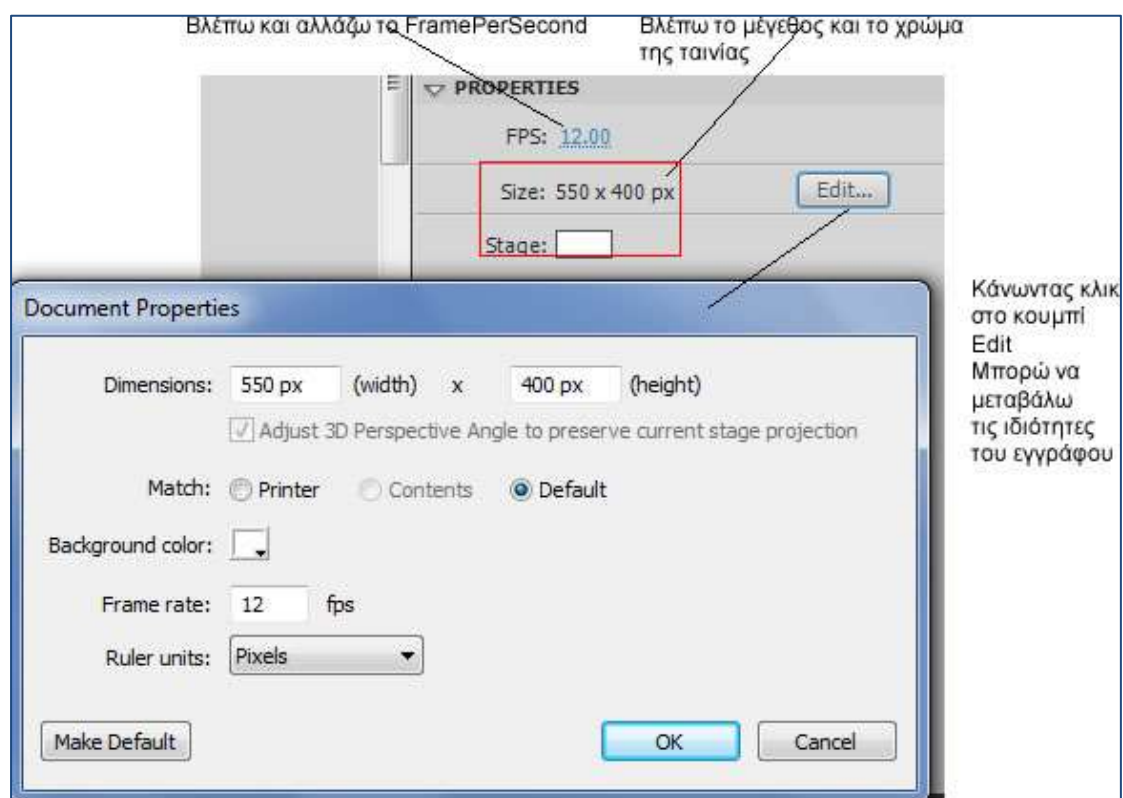 Βλέπω και αλλάζω το FramePerSecond
Βλέπω το μέγεθος και το χρώμα
της ταινίας
PROPERTIES
FPS: 12.00
Size: 550 x 400 px
Edit...
Stage:
Κάνωντας κλικ
στο κουμπί
Edit
Μπορώ να
μεταβάλω
τις ιδιότητες
του εγγράφου
Document Properties
Dimensions: 550 px (width) x 400 px (height)
Adjust 3D Perspective Angle to preserve current stage projection
Match: Printer Contents Default
Background color:
Frame rate: 12 fps
Ruler units: Pixels
Make Default OK Cancel